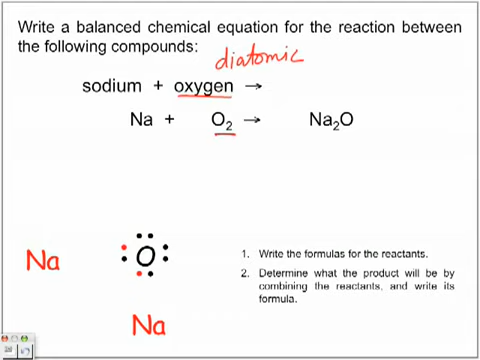 Write a balanced chemical equation for the reaction between
the following compounds:
diatomic
sodium + oxygen →
Na + O₂ → Na₂O
Na O
Na
1. Write the formulas for the reactants.
2. Determine what the product will be by
combining the reactants, and write its
formula.